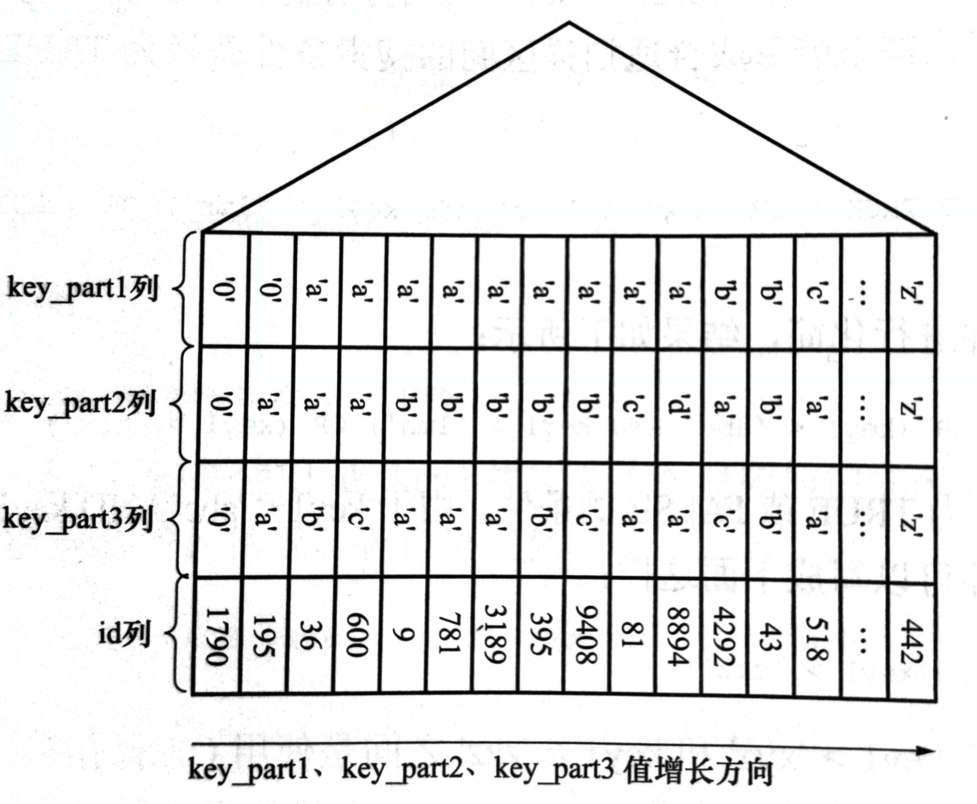 key_part1列 '0' '0' 'a' 'a' 'a' 'a' 'a' 'a' 'a' 'a' 'a' 'b' 'b' 'c' … 'z'
key_part2列 '0' 'a' 'a' 'a' 'b' 'b' 'b' 'b' 'b' 'c' 'd' 'a' 'b' 'a' … 'z'
key_part3列 '0' 'a' 'b' 'c' 'a' 'a' 'a' 'b' 'c' 'a' 'a' 'c' 'b' 'a' … 'z'
id列 1790 195 36 600 9 781 3189 395 9408 81 8894 4292 43 518 … 442
key_part1、key_part2、key_part3 值增长方向